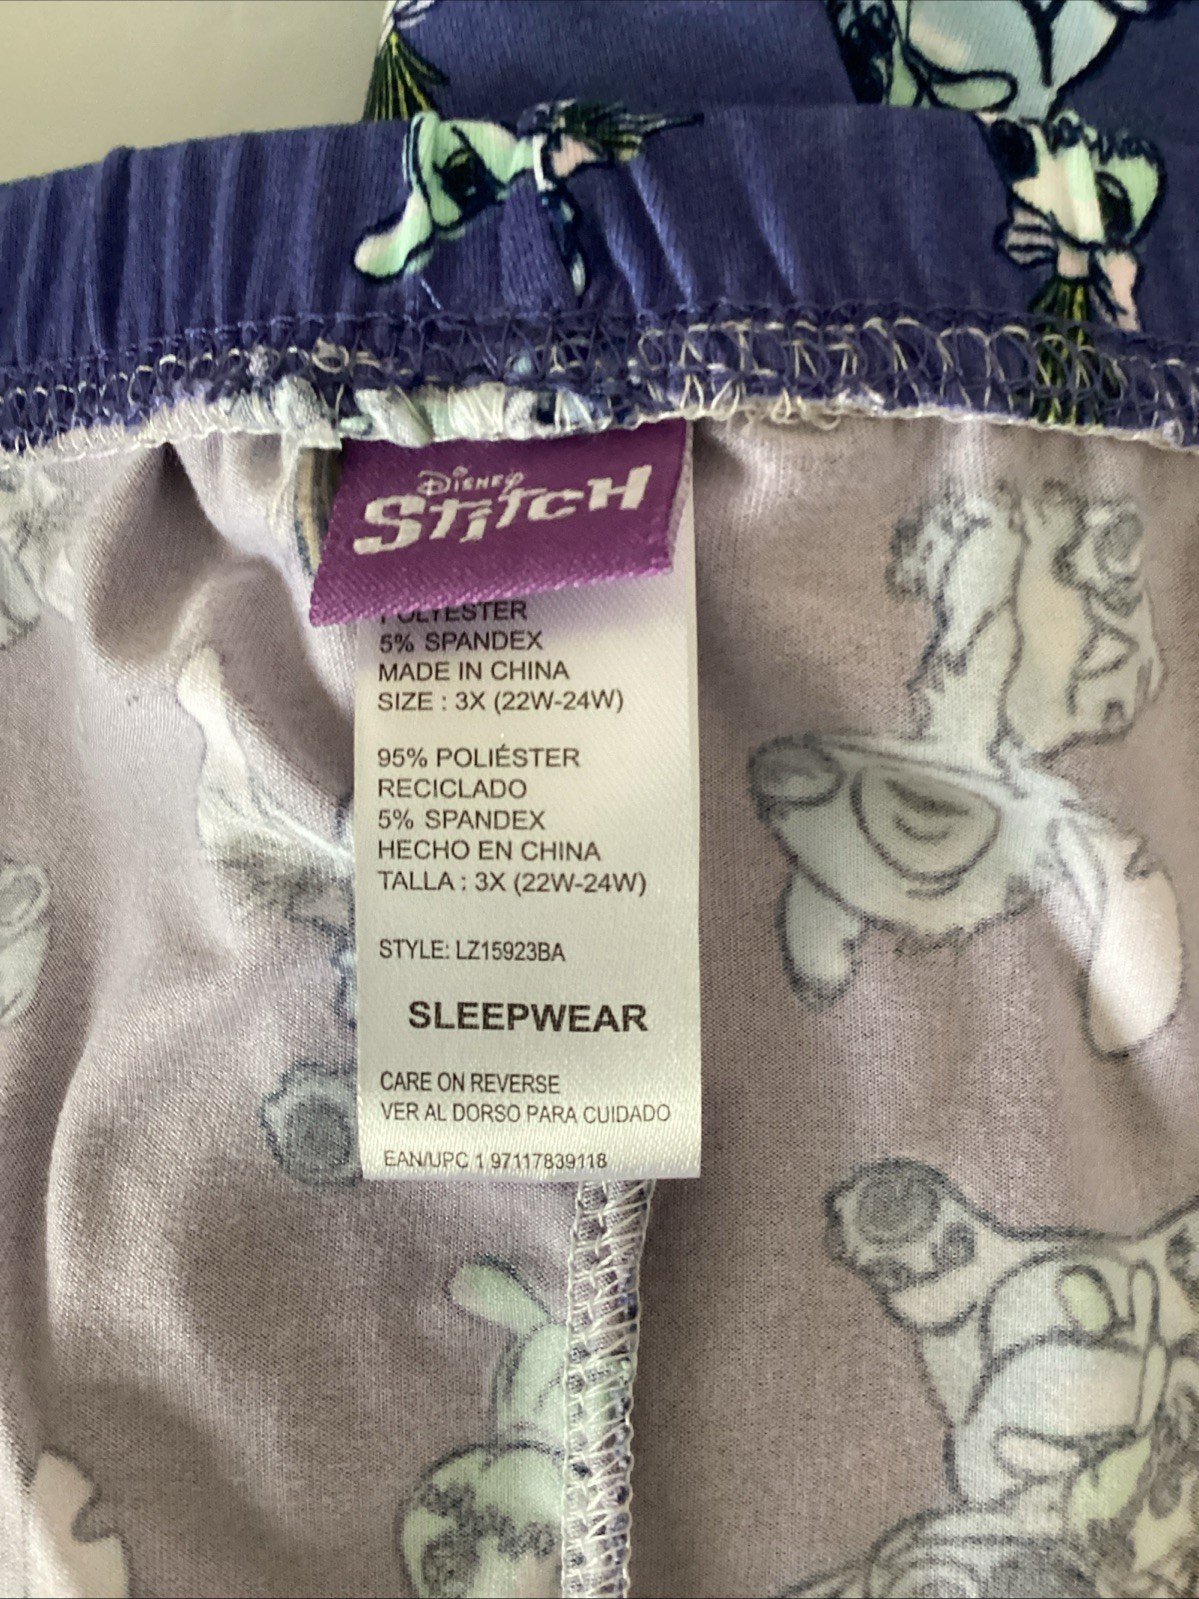 DISNEY
STITCH
POLYESTER
5% SPANDEX
MADE IN CHINA
SIZE : 3X (22W-24W)
95% POLIÉSTER
RECICLADO
5% SPANDEX
HECHO EN CHINA
TALLA : 3X (22W-24W)
STYLE: LZ15923BA
SLEEPWEAR
CARE ON REVERSE
VER AL DORSO PARA CUIDADO
EAN/UPC 1 97117839118